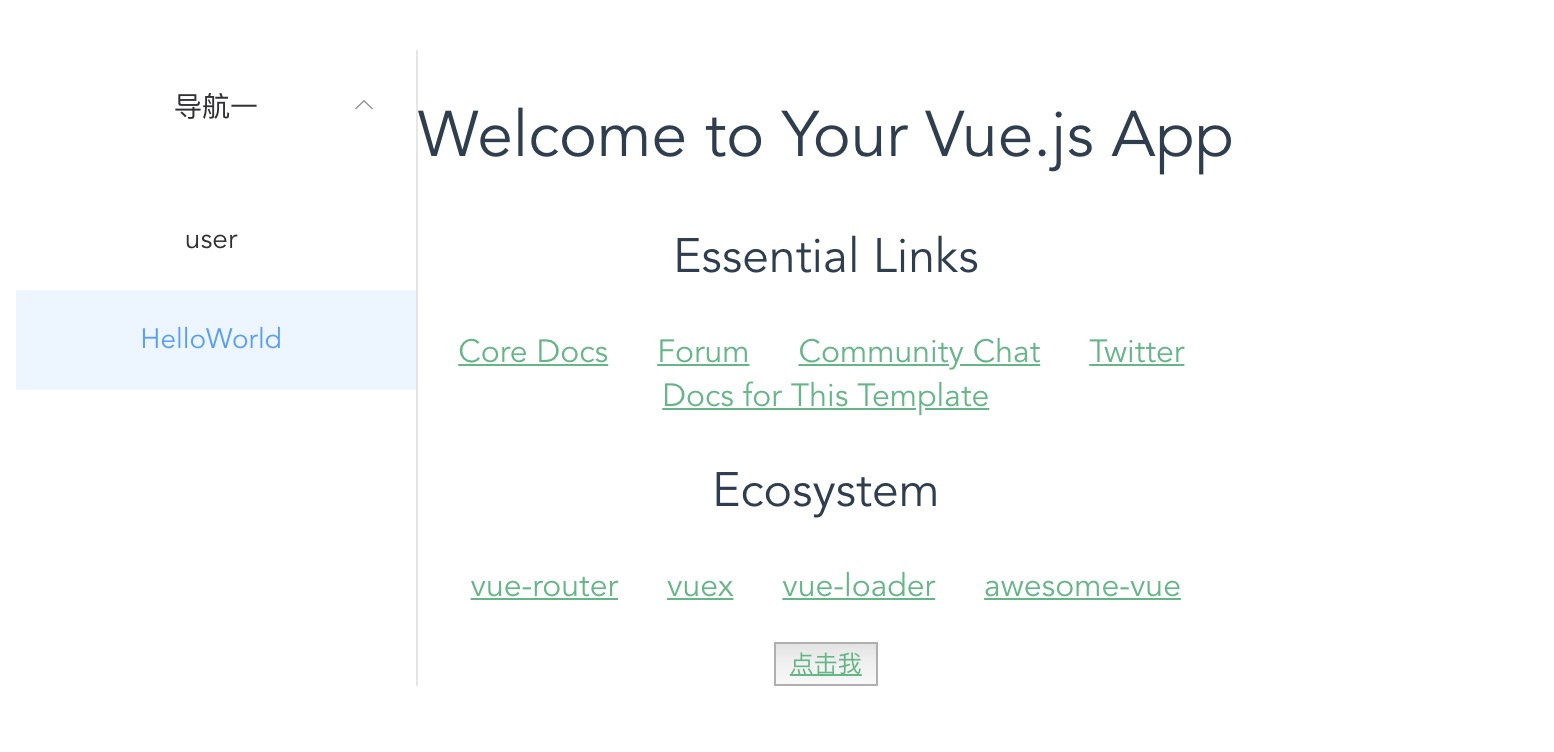 导航一
user
HelloWorld
Welcome to Your Vue.js App
Essential Links
Core Docs Forum Community Chat Twitter
Docs for This Template
Ecosystem
vue-router vuex vue-loader awesome-vue
点击我